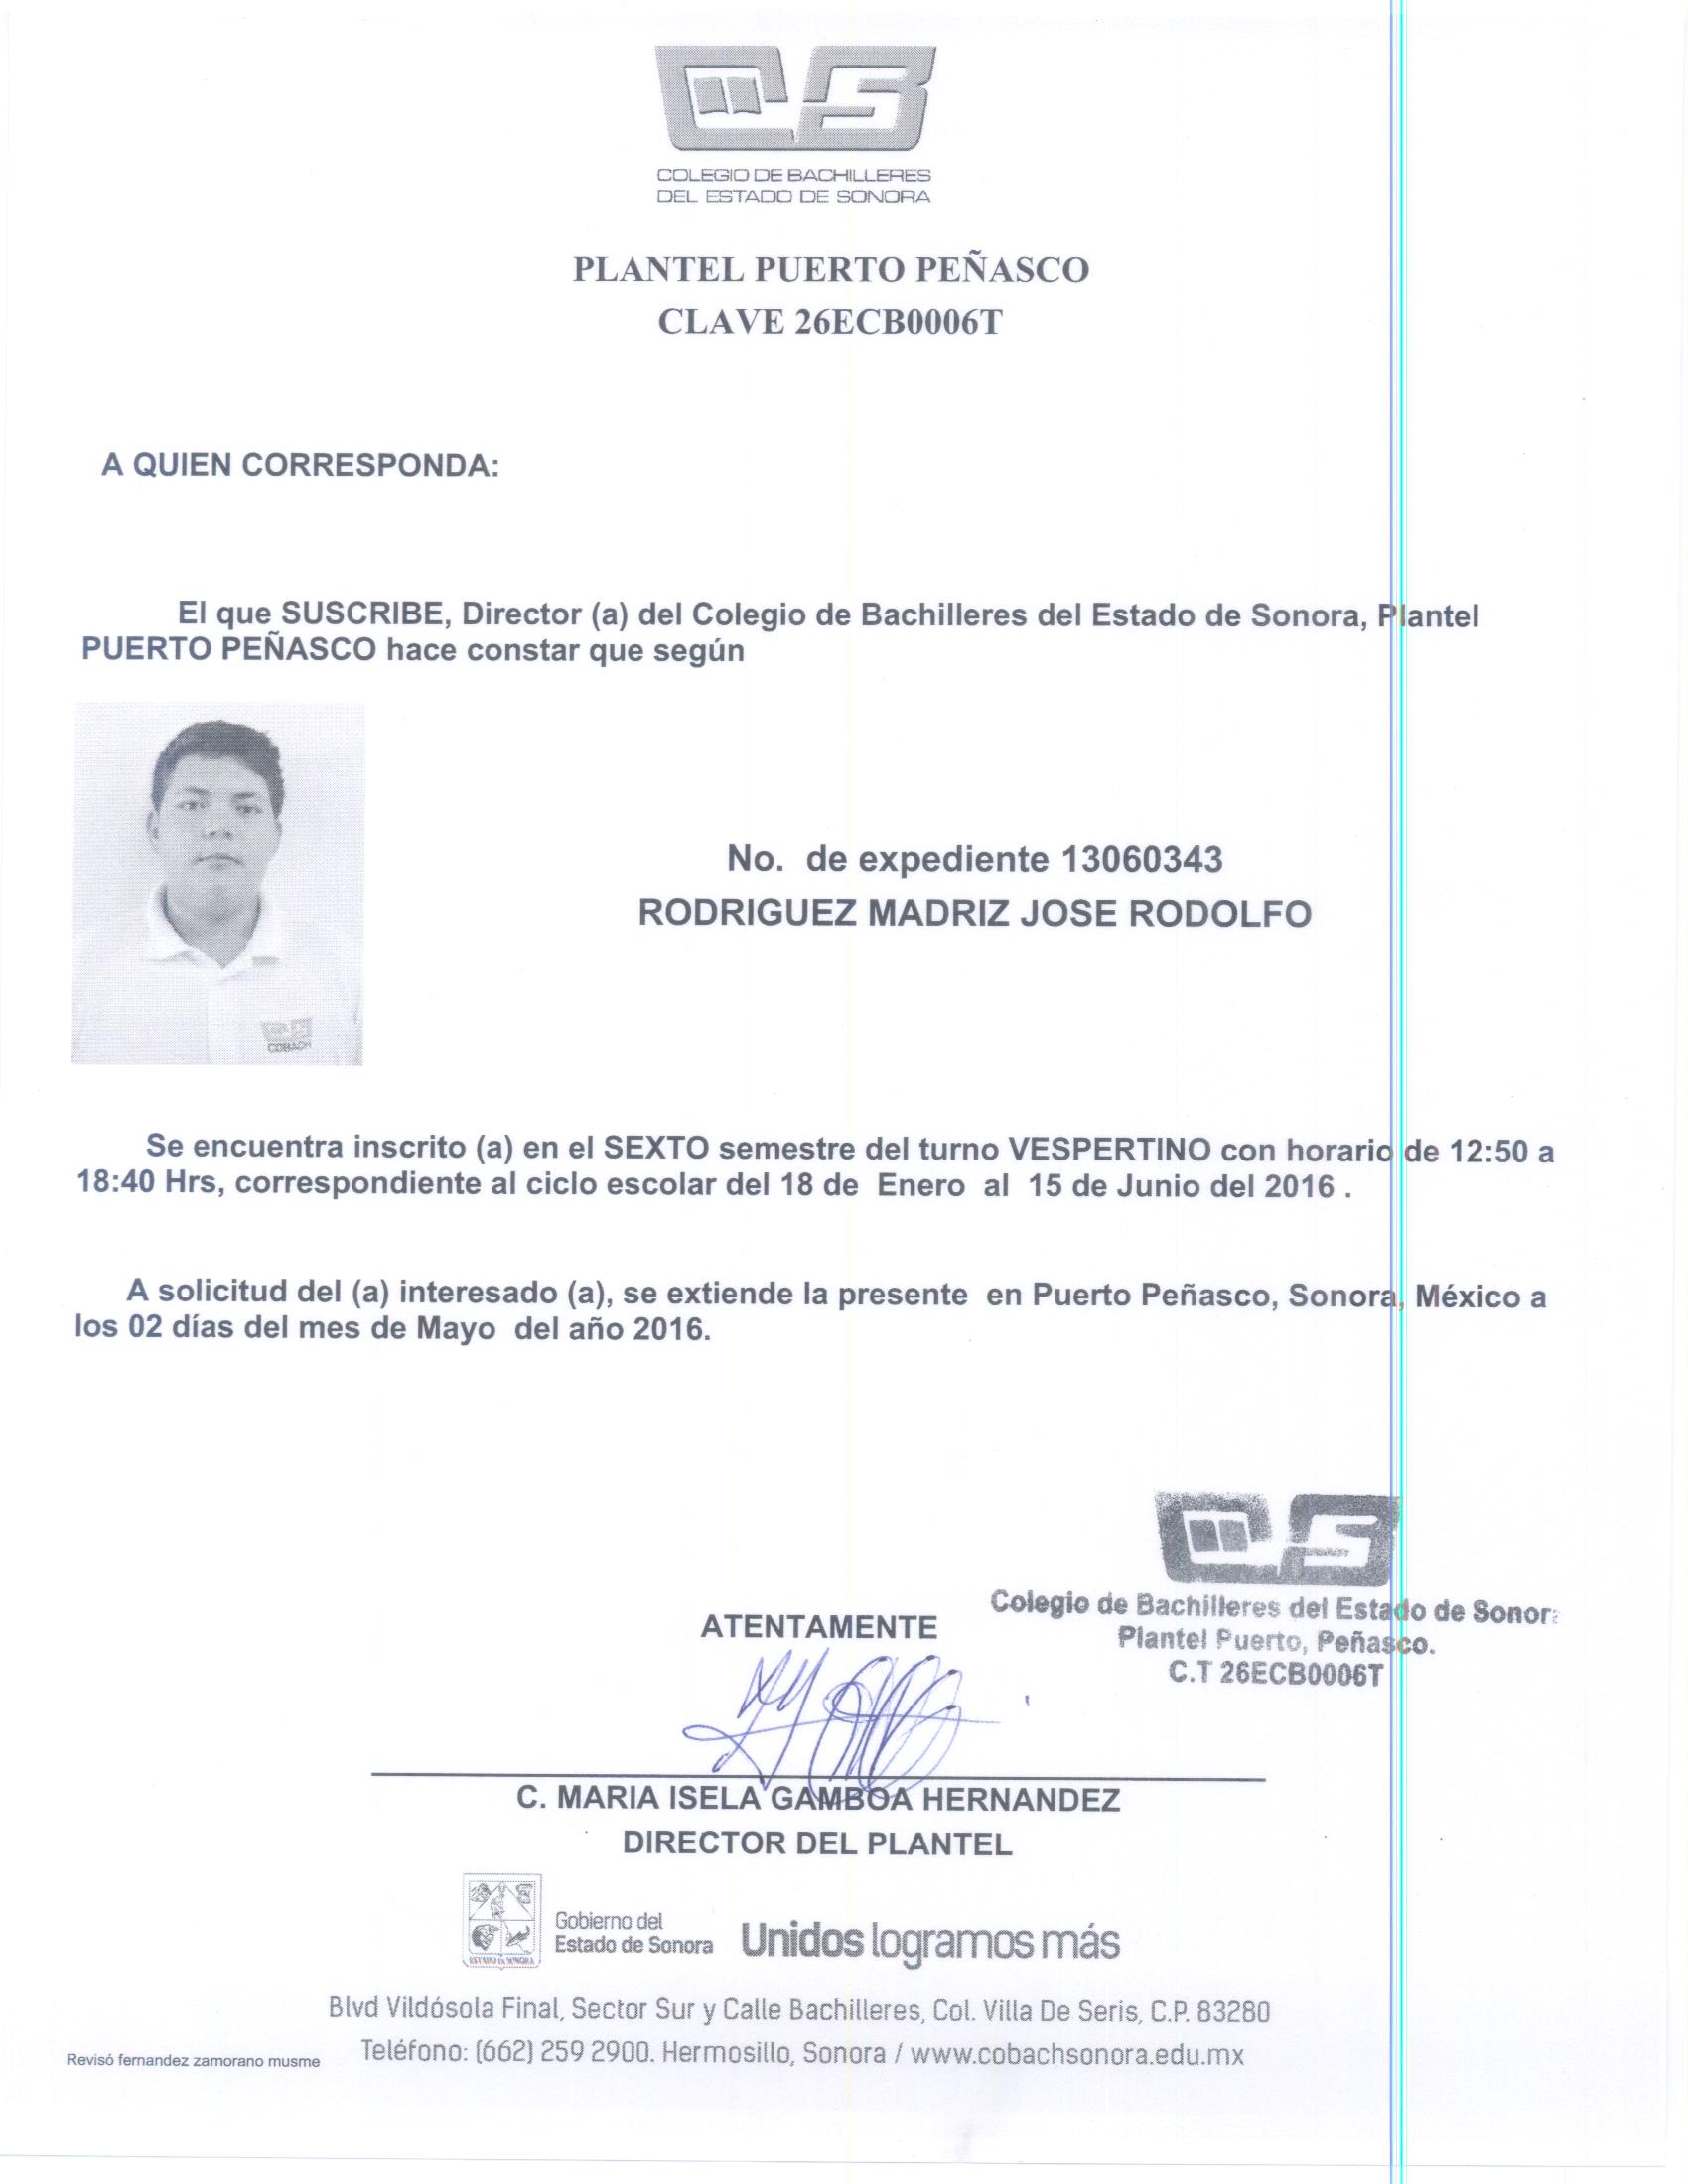 COLEGIO DE BACHILLERES
DEL ESTADO DE SONORA
PLANTEL PUERTO PEÑASCO
CLAVE 26ECB0006T
A QUIEN CORRESPONDA:
El que SUSCRIBE, Director (a) del Colegio de Bachilleres del Estado de Sonora, Plantel
PUERTO PEÑASCO hace constar que según
COBACH
No. de expediente 13060343
RODRIGUEZ MADRIZ JOSE RODOLFO
Se encuentra inscrito (a) en el SEXTO semestre del turno VESPERTINO con horario de 12:50 a
18:40 Hrs, correspondiente al ciclo escolar del 18 de Enero al 15 de Junio del 2016 .
A solicitud del (a) interesado (a), se extiende la presente en Puerto Peñasco, Sonora, México a
los 02 días del mes de Mayo del año 2016.
Colegio de Bachilleres del Estado de Sonora
Plantel Puerto, Peñasco.
C.T 26ECB0006T
ATENTAMENTE
C. MARIA ISELA GAMBOA HERNANDEZ
DIRECTOR DEL PLANTEL
ESTADO DE SONORA
Gobierno del
Estado de Sonora
Unidos logramos más
Blvd Vildósola Final, Sector Sur y Calle Bachilleres, Col. Villa De Seris, C.P. 83280
Teléfono: (662) 259 2900. Hermosillo, Sonora / www.cobachsonora.edu.mx
Revisó fernandez zamorano musme